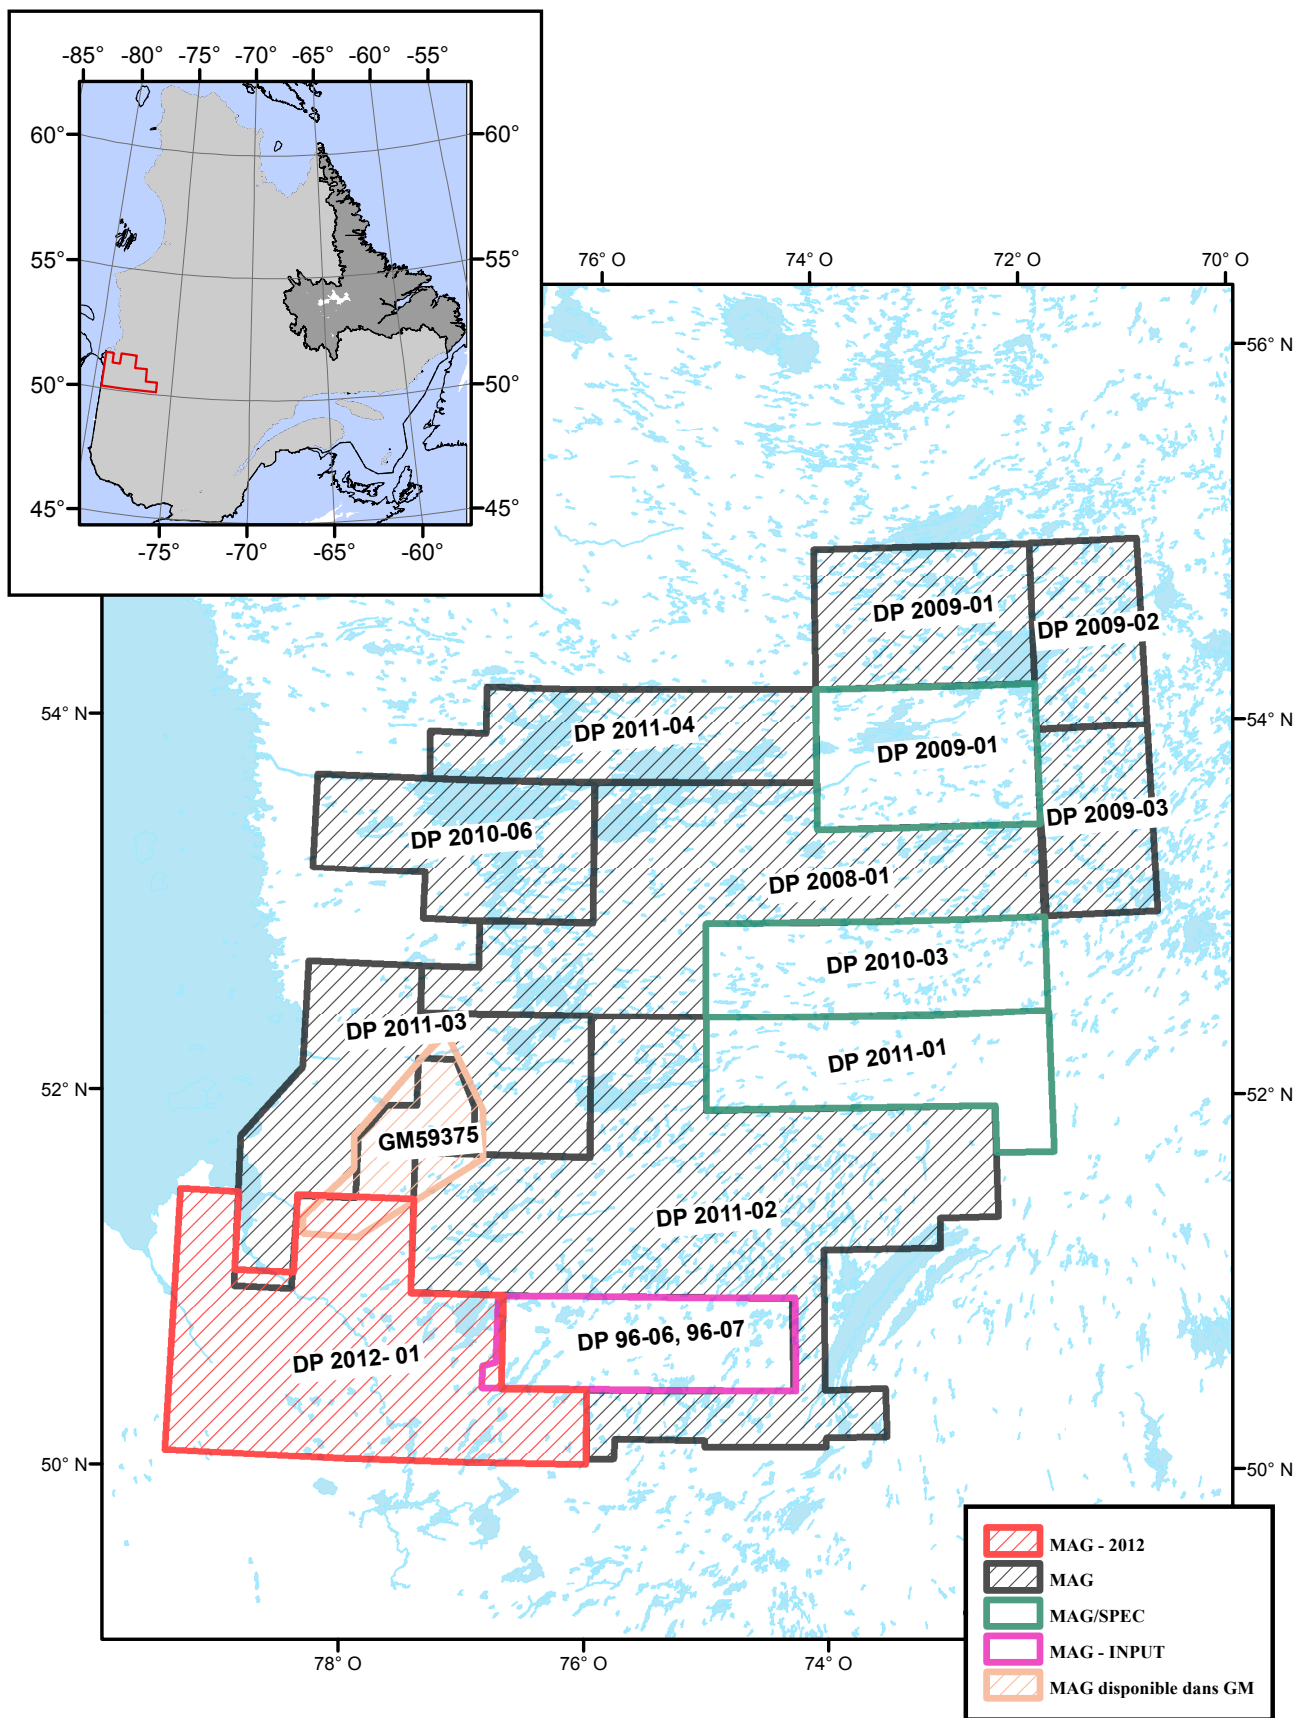 -85° -80° -75° -70° -65° -60° -55°
60° 60°
55° 55°
50° 50°
45° 45°
-75° -70° -65° -60°
76° O 74° O 72° O 70° O
56° N
DP 2009-01
DP 2009-02
54° N 54° N
DP 2011-04
DP 2009-01
DP 2009-03
DP 2010-06
DP 2008-01
DP 2010-03
DP 2011-03
DP 2011-01
52° N 52° N
GM59375
DP 2011-02
DP 96-06, 96-07
DP 2012- 01
50° N 50° N
78° O 76° O 74° O
MAG - 2012
MAG
MAG/SPEC
MAG - INPUT
MAG disponible dans GM